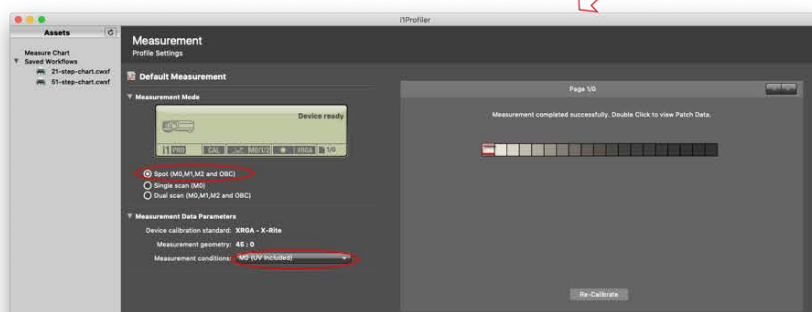 i1Profiler
Assets
Measure Chart
Saved Workflows
21-step-chart.cwxf
51-step-chart.cwxf
Measurement
Profile Settings
Default Measurement
Measurement Mode
Device ready
i1 PRO CAL M0/1/2 XRGA 1/0
Spot (M0,M1,M2 and OBC)
Single scan (M0)
Dual scan (M0,M1,M2 and OBC)
Measurement Data Parameters
Device calibration standard: XRGA - X-Rite
Measurement geometry: 45 : 0
Measurement conditions: M0 (UV Included)
Page 1/0
Measurement completed successfully. Double Click to view Patch Data.
Re-Calibrate